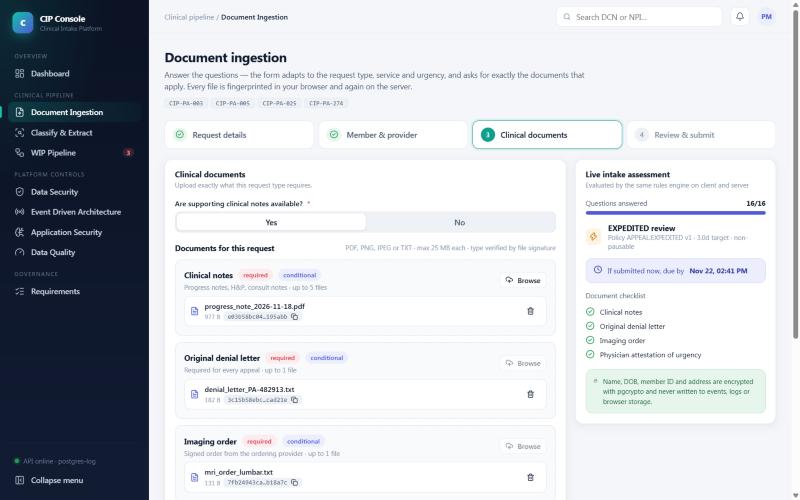 c
CIP Console
Clinical Intake Platform
OVERVIEW
Dashboard
CLINICAL PIPELINE
Document Ingestion
Classify & Extract
WIP Pipeline
3
PLATFORM CONTROLS
Data Security
Event Driven Architecture
Application Security
Data Quality
GOVERNANCE
Requirements
API online · postgres-log
Collapse menu
Clinical pipeline / Document Ingestion
Search DCN or NPI...
PM
Document ingestion
Answer the questions — the form adapts to the request type, service and urgency, and asks for exactly the documents that
apply. Every file is fingerprinted in your browser and again on the server.
CIP-PA-003 CIP-PA-005 CIP-PA-025 CIP-PA-274
Request details
Member & provider
3 Clinical documents
4 Review & submit
Clinical documents
Upload exactly what this request type requires.
Are supporting clinical notes available? *
Yes No
Documents for this request
PDF, PNG, JPEG or TXT · max 25 MB each · type verified by file signature
Clinical notes required conditional
Progress notes, H&P, consult notes · up to 5 files
Browse
progress_note_2026-11-18.pdf
977 B e03b58bc04…195abb
Original denial letter required conditional
Required for every appeal · up to 1 file
Browse
denial_letter_PA-482913.txt
182 B 3c15b58ebc…cad21e
Imaging order required conditional
Signed order from the ordering provider · up to 1 file
Browse
mri_order_lumbar.txt
131 B 7fb24943ca…b18a7c
Live intake assessment
Evaluated by the same rules engine on client and server
Questions answered 16/16
EXPEDITED review
Policy APPEAL.EXPEDITED v1 · 3.0d target · non-
pausable
If submitted now, due by Nov 22, 02:41 PM
Document checklist
Clinical notes
Original denial letter
Imaging order
Physician attestation of urgency
Name, DOB, member ID and address are encrypted
with pgcrypto and never written to events, logs or
browser storage.